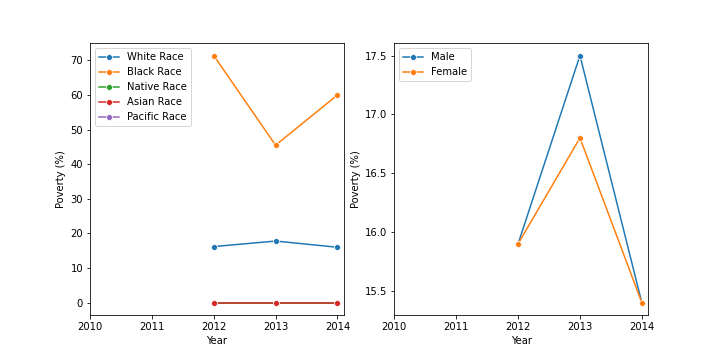 White Race
Black Race
Native Race
Asian Race
Pacific Race
70
60
50
40
30
20
10
0
Poverty (%)
2010 2011 2012 2013 2014
Year
Male
Female
17.5
17.0
16.5
16.0
15.5
Poverty (%)
2010 2011 2012 2013 2014
Year